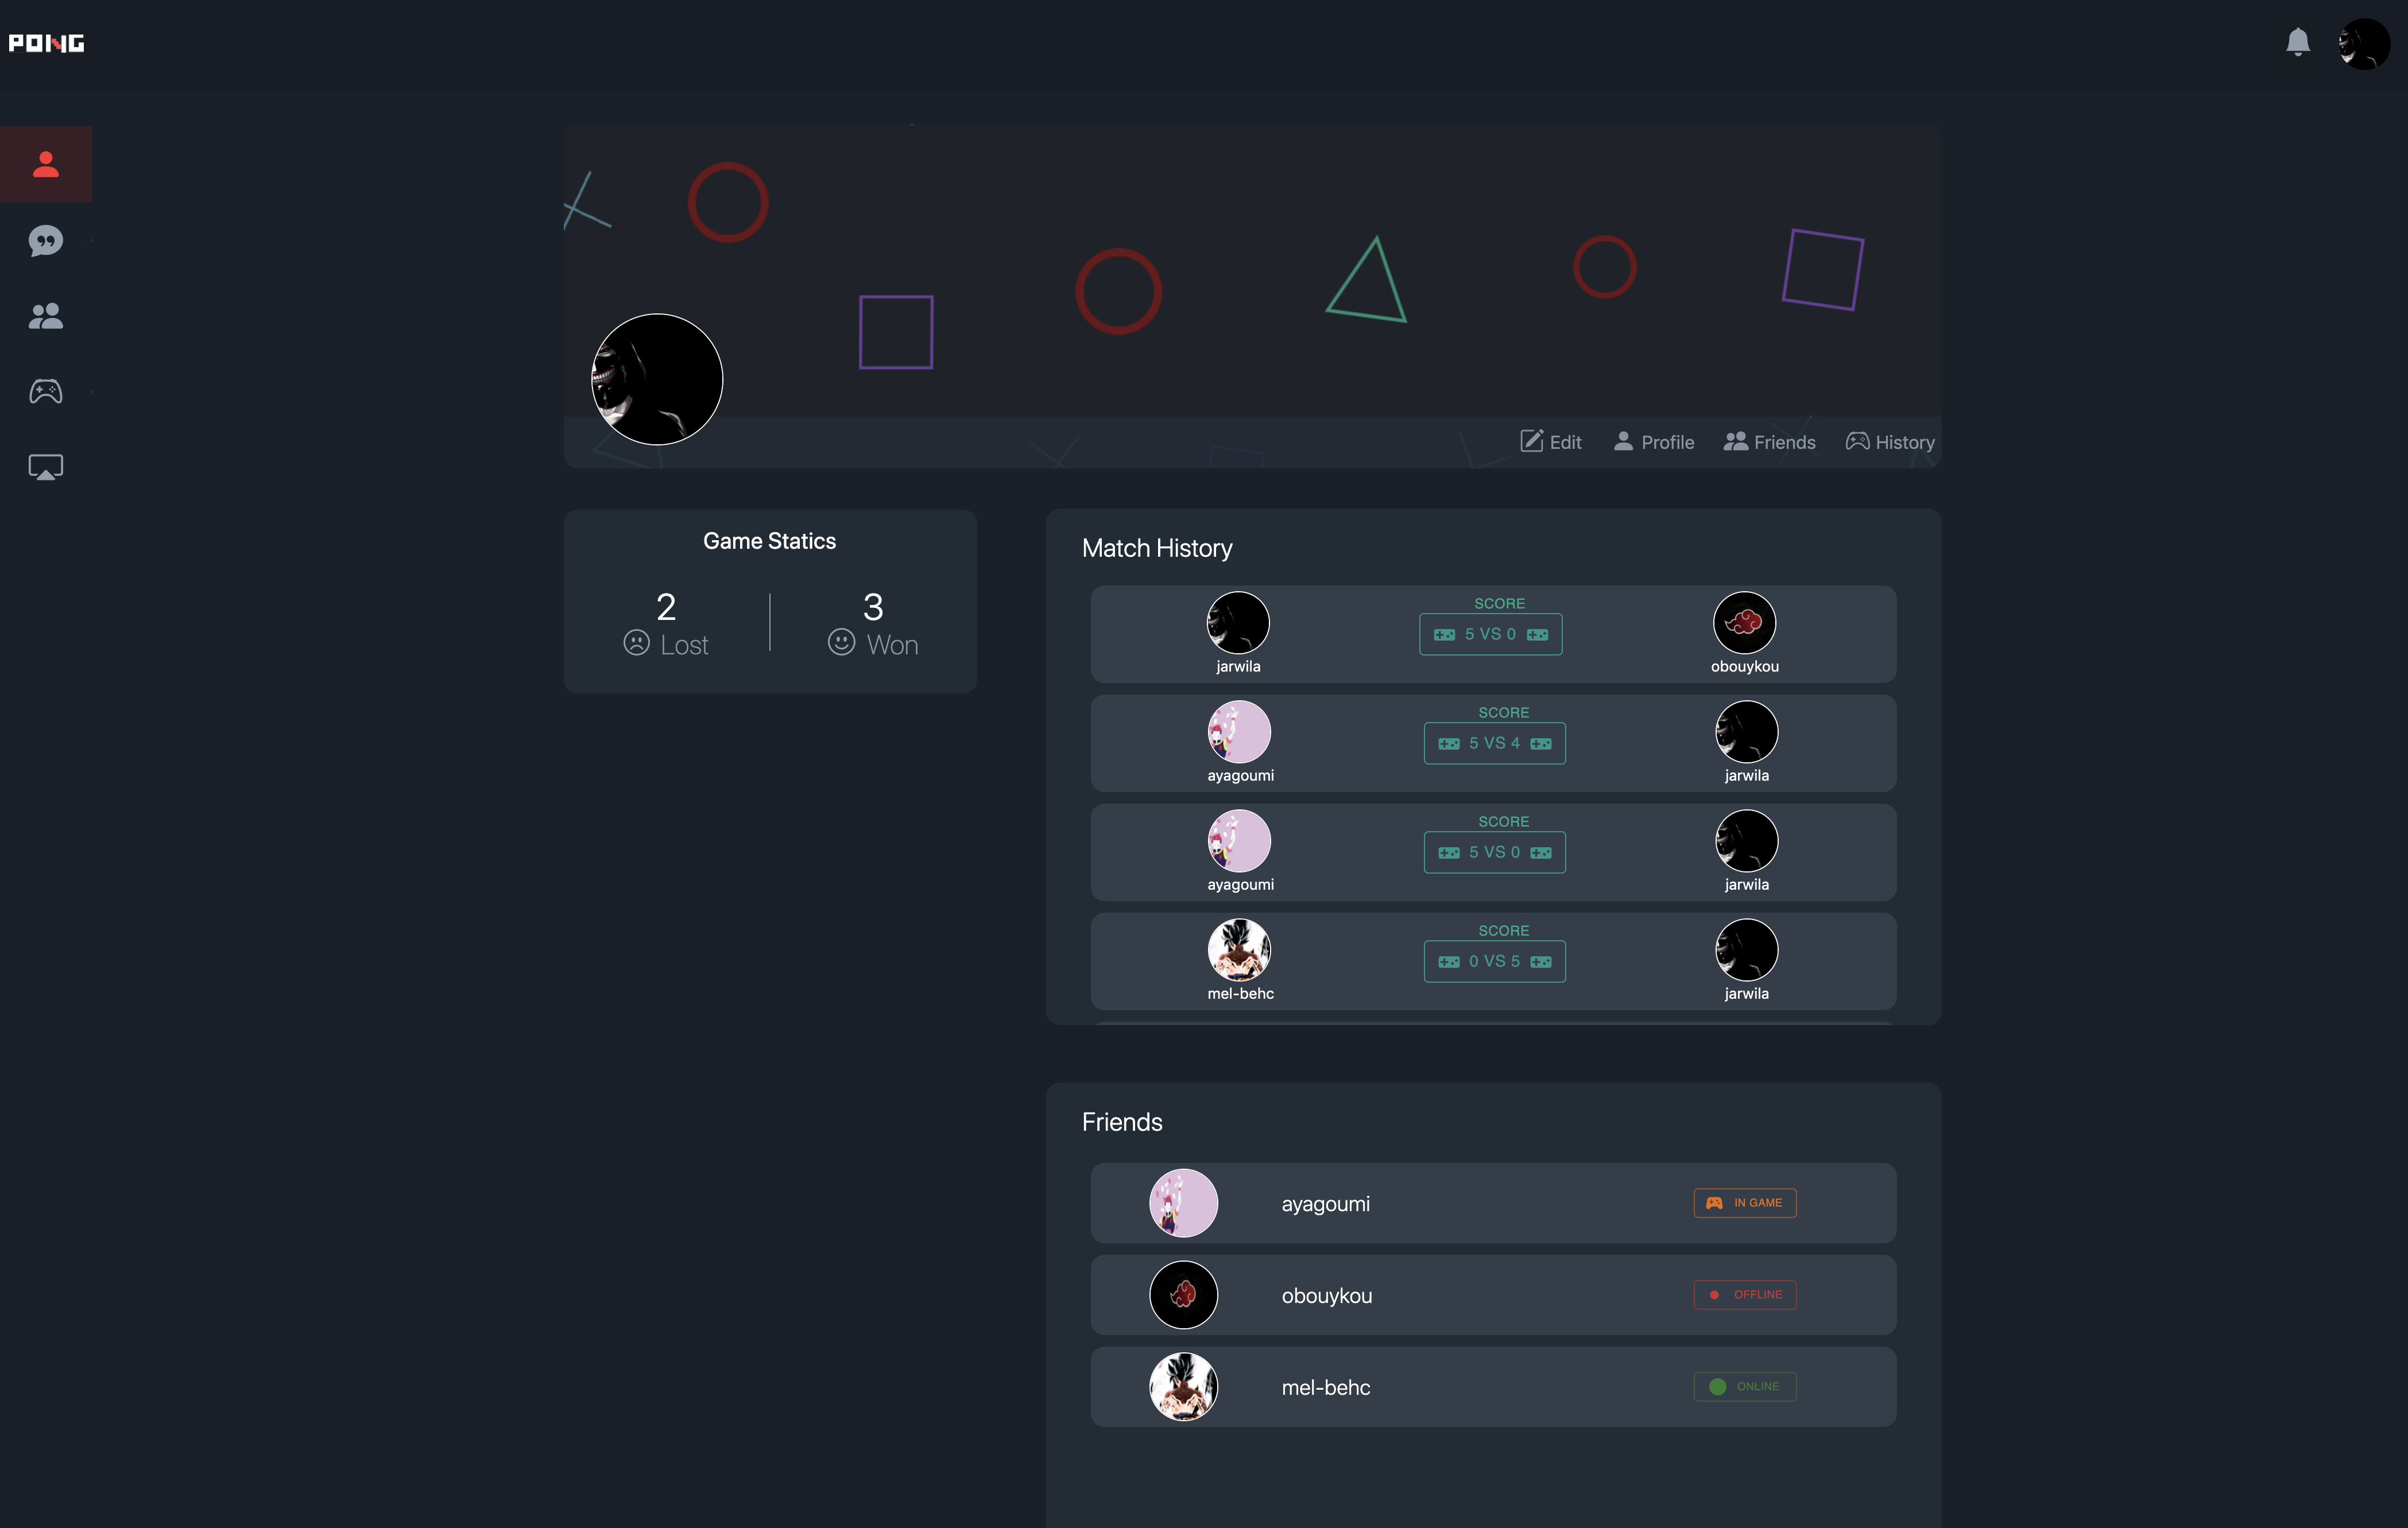 PONG
Edit Profile Friends History
Game Statics
2 3
Lost Won
Match History
SCORE
5 VS 0
jarwila obouykou
SCORE
5 VS 4
ayagoumi jarwila
SCORE
5 VS 0
ayagoumi jarwila
SCORE
0 VS 5
mel-behc jarwila
Friends
ayagoumi IN GAME
obouykou OFFLINE
mel-behc ONLINE